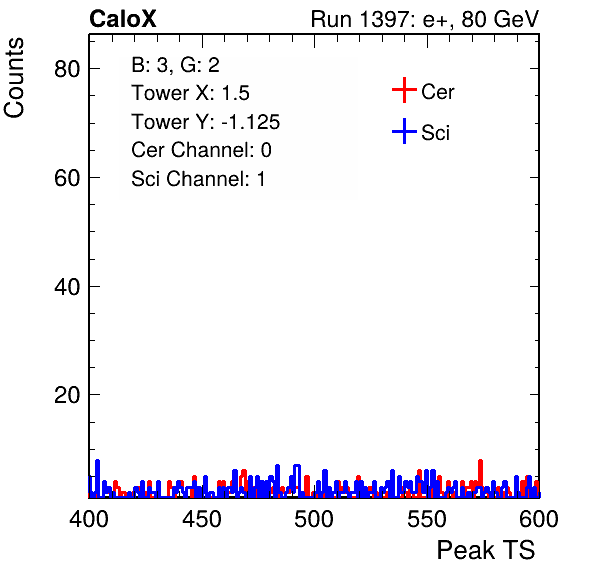 CaloX Run 1397: e+, 80 GeV
Counts
B: 3, G: 2
Tower X: 1.5
Tower Y: -1.125
Cer Channel: 0
Sci Channel: 1
Cer
Sci
80
60
40
20
400 450 500 550 600
Peak TS